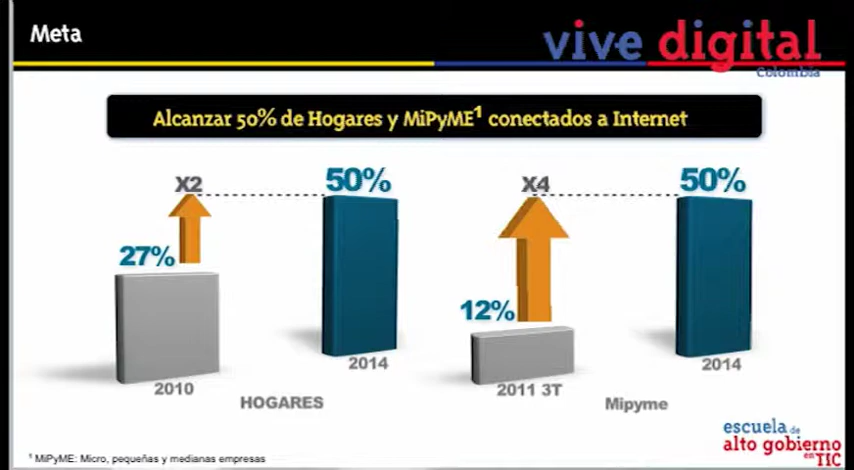 Meta
vive digital
Colombia
Alcanzar 50% de Hogares y MiPyME¹ conectados a Internet
X2
50%
X4
50%
27%
12%
2014
2014
2010
2011 3T
HOGARES
Mipyme
escuela de
alto gobierno
en TIC
¹ MiPyME: Micro, pequeñas y medianas empresas